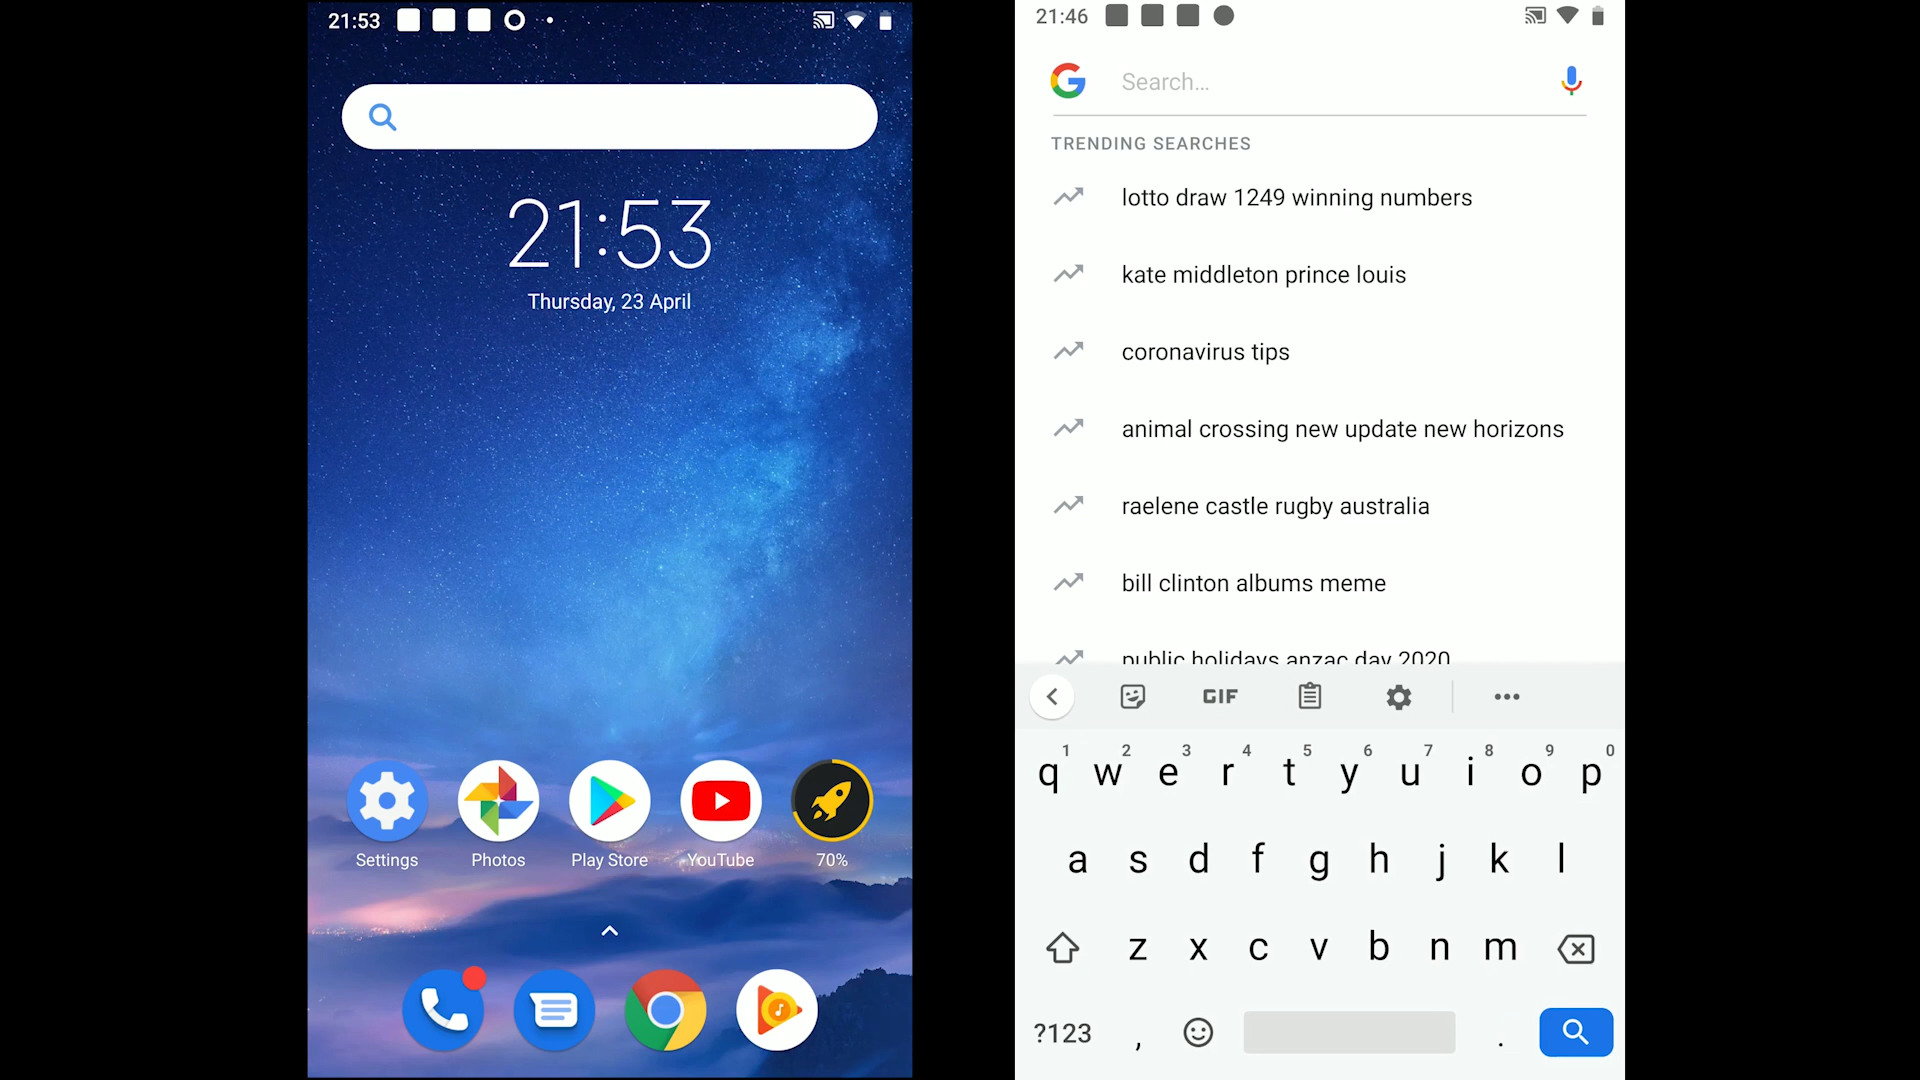 21:53
21:53
Thursday, 23 April
Settings
Photos
Play Store
YouTube
70%
21:46
Search...
TRENDING SEARCHES
lotto draw 1249 winning numbers
kate middleton prince louis
coronavirus tips
animal crossing new update new horizons
raelene castle rugby australia
bill clinton albums meme
public holidays anzac day 2020
GIF
1 2 3 4 5 6 7 8 9 0
q w e r t y u i o p
a s d f g h j k l
z x c v b n m
?123 , .